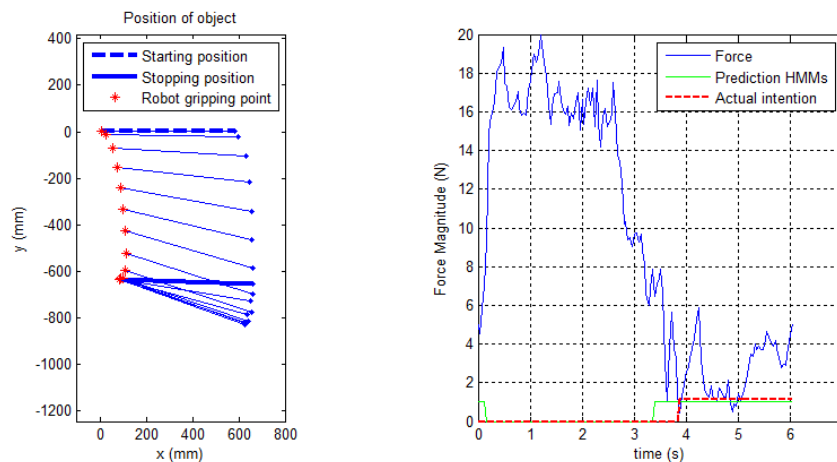 Position of object
400
200
0
-200
-400
-600
-800
-1000
-1200
y (mm)
0
200
400
600
800
x (mm)
Starting position
Stopping position
Robot gripping point
20
18
16
14
12
10
8
6
4
2
0
Force Magnitude (N)
0
1
2
3
4
5
6
time (s)
Force
Prediction HMMs
Actual intention